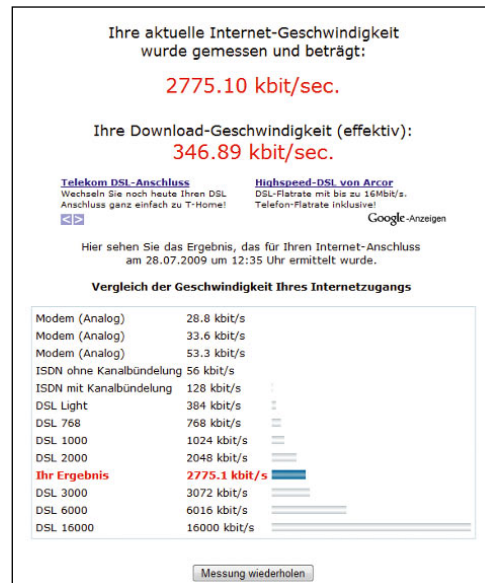 Ihre aktuelle Internet-Geschwindigkeit
wurde gemessen und beträgt:
2775.10 kbit/sec.
Ihre Download-Geschwindigkeit (effektiv):
346.89 kbit/sec.
Telekom DSL-Anschluss Highspeed-DSL von Arcor
Wechseln Sie noch heute Ihren DSL DSL-Flatrate mit bis zu 16Mbit/s.
Anschluss ganz einfach zu T-Home! Telefon-Flatrate inklusive!
Google-Anzeigen
Hier sehen Sie das Ergebnis, das für Ihren Internet-Anschluss
am 28.07.2009 um 12:35 Uhr ermittelt wurde.
Vergleich der Geschwindigkeit Ihres Internetzugangs
Modem (Analog) 28.8 kbit/s
Modem (Analog) 33.6 kbit/s
Modem (Analog) 53.3 kbit/s
ISDN ohne Kanalbündelung 56 kbit/s
ISDN mit Kanalbündelung 128 kbit/s
DSL Light 384 kbit/s
DSL 768 768 kbit/s
DSL 1000 1024 kbit/s
DSL 2000 2048 kbit/s
Ihr Ergebnis 2775.1 kbit/s
DSL 3000 3072 kbit/s
DSL 6000 6016 kbit/s
DSL 16000 16000 kbit/s
Messung wiederholen